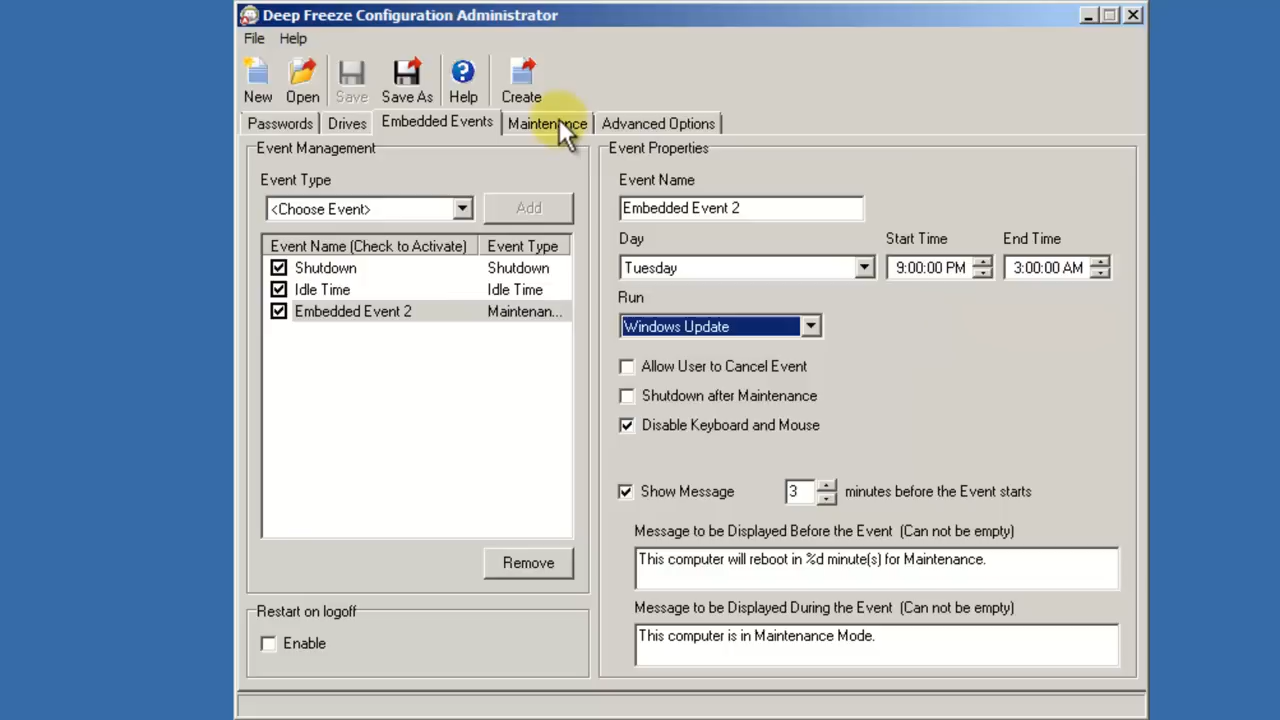 Deep Freeze Configuration Administrator
File Help
New Open Save Save As Help Create
Passwords Drives Embedded Events Maintenance Advanced Options
Event Management
Event Type
<Choose Event> Add
Event Name (Check to Activate) Event Type
Shutdown Shutdown
Idle Time Idle Time
Embedded Event 2 Maintenan...
Remove
Restart on logoff
Enable
Event Properties
Event Name
Embedded Event 2
Day Start Time End Time
Tuesday 9:00:00 PM 3:00:00 AM
Run
Windows Update
Allow User to Cancel Event
Shutdown after Maintenance
Disable Keyboard and Mouse
Show Message 3 minutes before the Event starts
Message to be Displayed Before the Event (Can not be empty)
This computer will reboot in %d minute(s) for Maintenance.
Message to be Displayed During the Event (Can not be empty)
This computer is in Maintenance Mode.